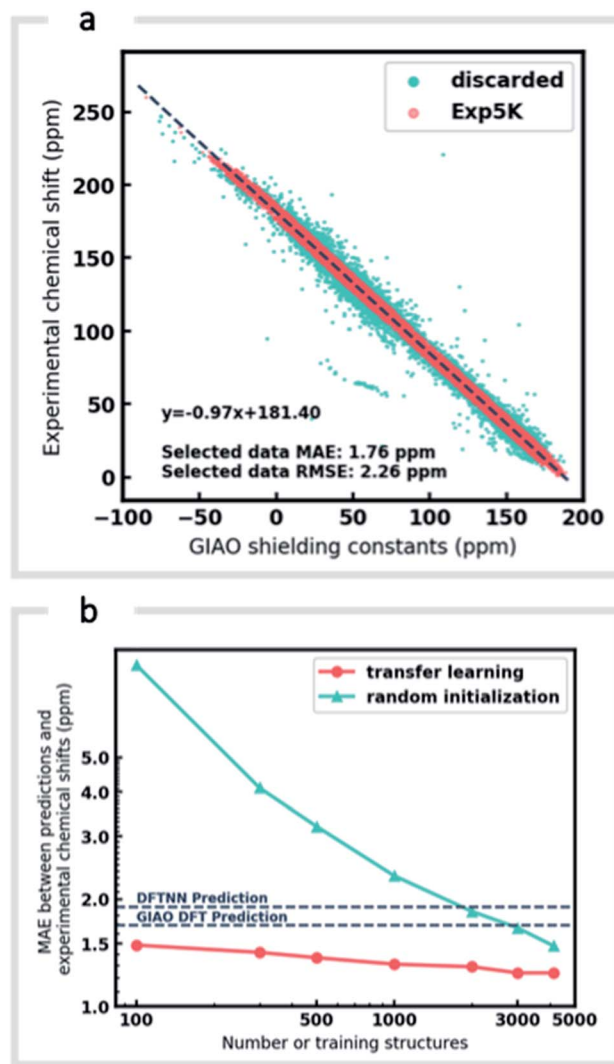 a
discarded
Exp5K
Experimental chemical shift (ppm)
250
200
150
100
50
0
y=-0.97x+181.40
Selected data MAE: 1.76 ppm
Selected data RMSE: 2.26 ppm
−100 −50 0 50 100 150 200
GIAO shielding constants (ppm)
b
transfer learning
random initialization
MAE between predictions and
experimental chemical shifts (ppm)
5.0
4.0
3.0
2.0
1.5
1.0
DFTNN Prediction
GIAO DFT Prediction
100 500 1000 3000 5000
Number or training structures